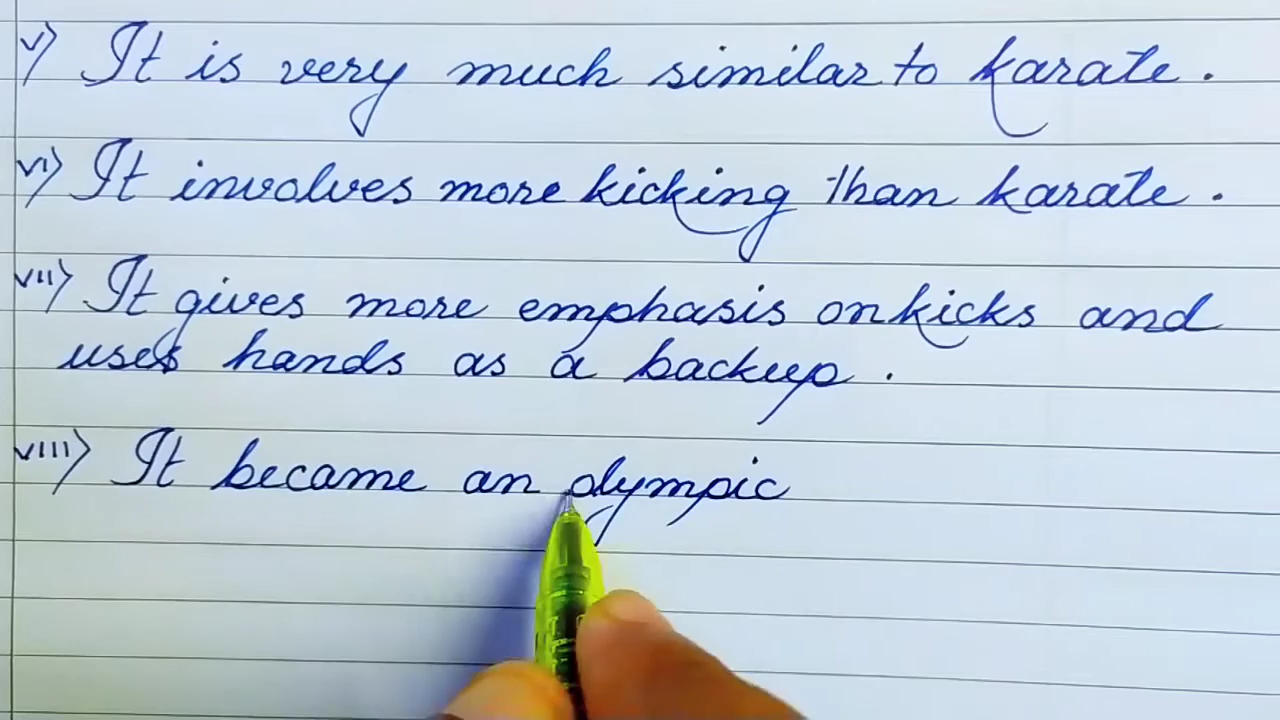 v) It is very much similar to karate.
vi) It involves more kicking than karate.
vii) It gives more emphasis on kicks and
uses hands as a backup.
viii) It became an olympic